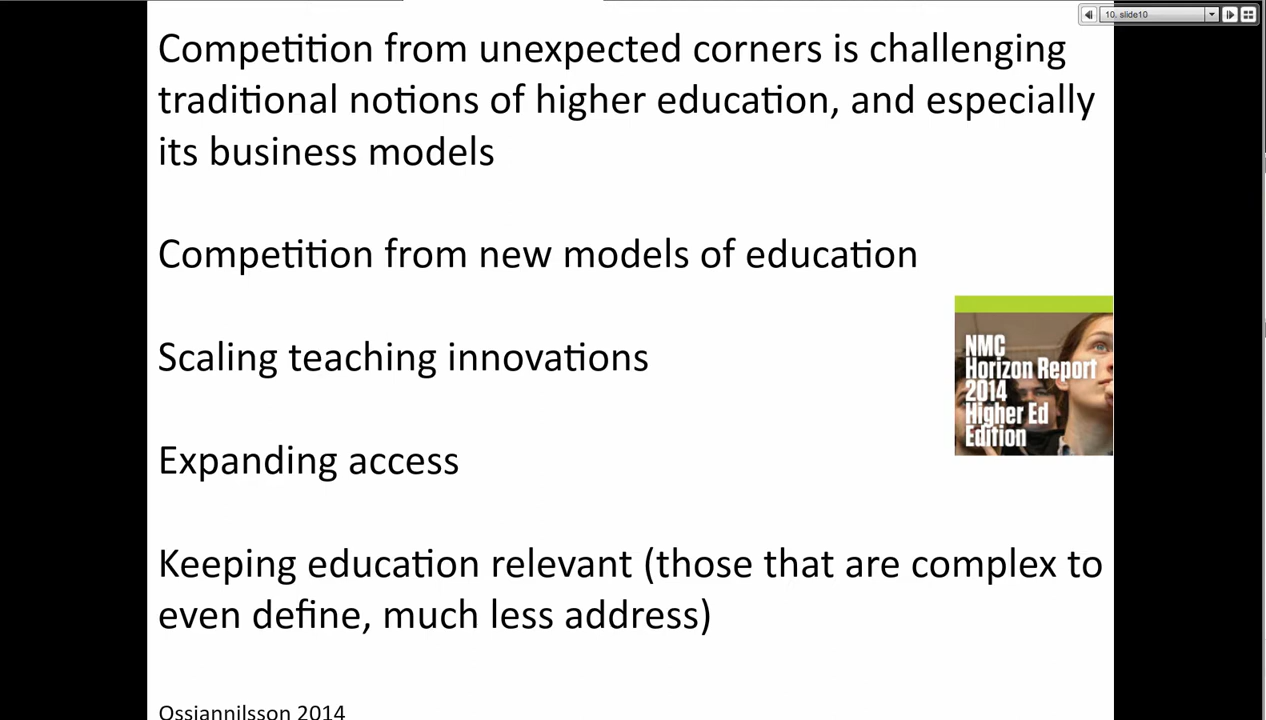 10. slide10
Competition from unexpected corners is challenging
traditional notions of higher education, and especially
its business models
Competition from new models of education
Scaling teaching innovations
NMC
Horizon Report
2014
Higher Ed
Edition
Expanding access
Keeping education relevant (those that are complex to
even define, much less address)
Ossiannilsson 2014